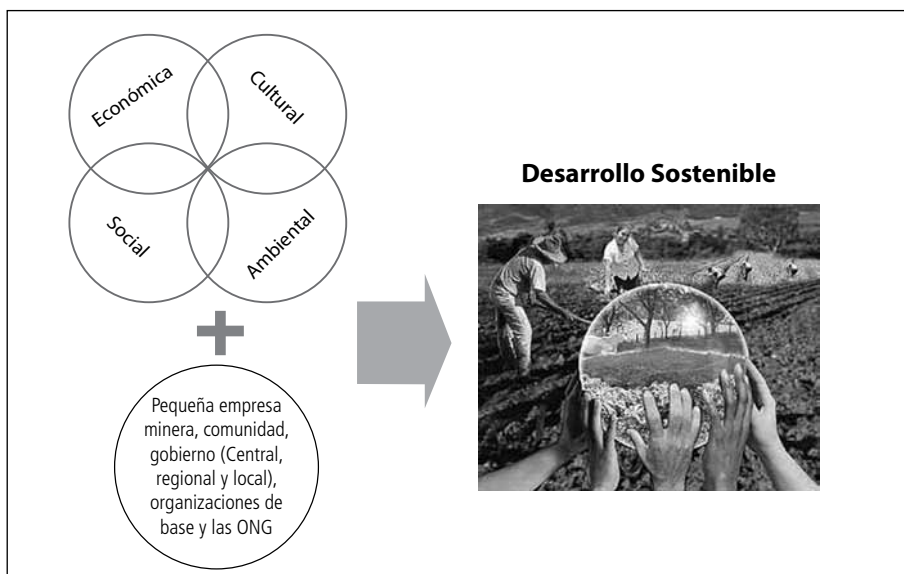 Económica
Cultural
Social
Ambiental
Pequeña empresa
minera, comunidad,
gobierno (Central,
regional y local),
organizaciones de
base y las ONG
Desarrollo Sostenible